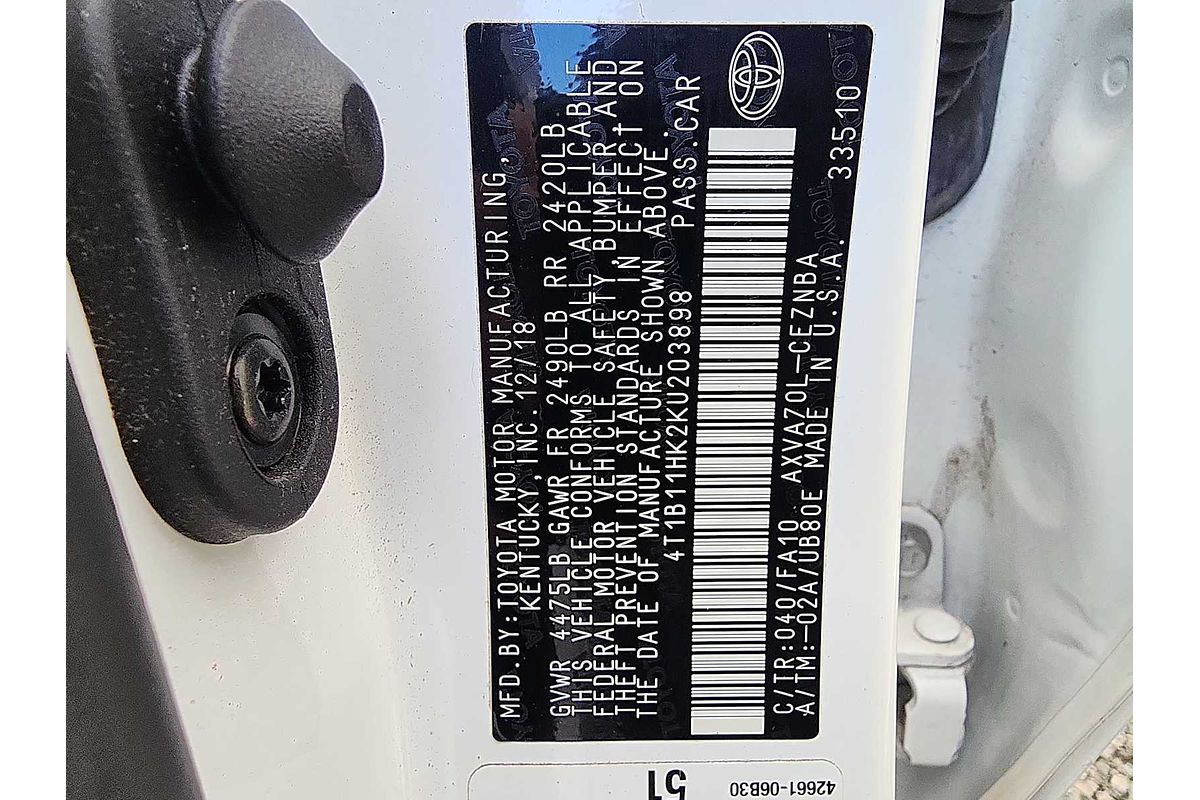 MFD.BY:TOYOTA MOTOR MANUFACTURING,
KENTUCKY,INC.12/18
GVWR 4475LB GAWR FR 2490LB RR 2420LB
THIS VEHICLE CONFORMS TO ALL APPLICABLE
FEDERAL MOTOR VEHICLE SAFETY,BUMPER,AND
THEFT PREVENTION STANDARDS IN EFFECT ON
THE DATE OF MANUFACTURE SHOWN ABOVE.
4T1B11HK2KU203898 PASS.CAR
C/TR:040/FA10 AXVA70L-CEZNBA
A/TM:-02A/UB80E MADE IN U.S.A. 33510
51
42661-06B30